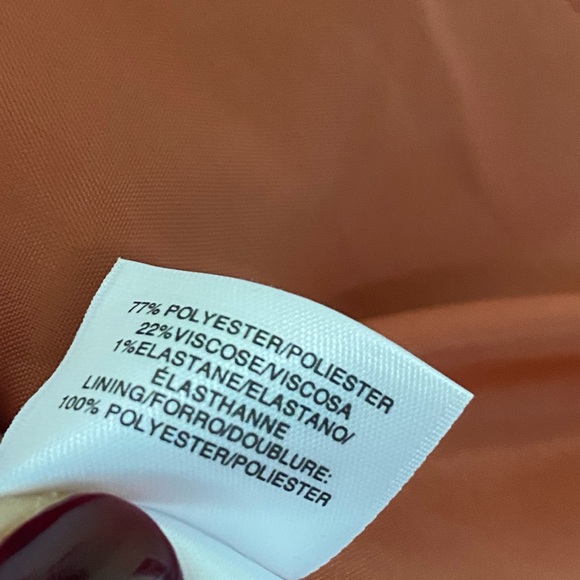 77% POLYESTER/POLIESTER
22%VISCOSE/VISCOSA
1%ELASTANE/ELASTANO/
ÉLASTHANNE
LINING/FORRO/DOUBLURE:
100% POLYESTER/POLIESTER